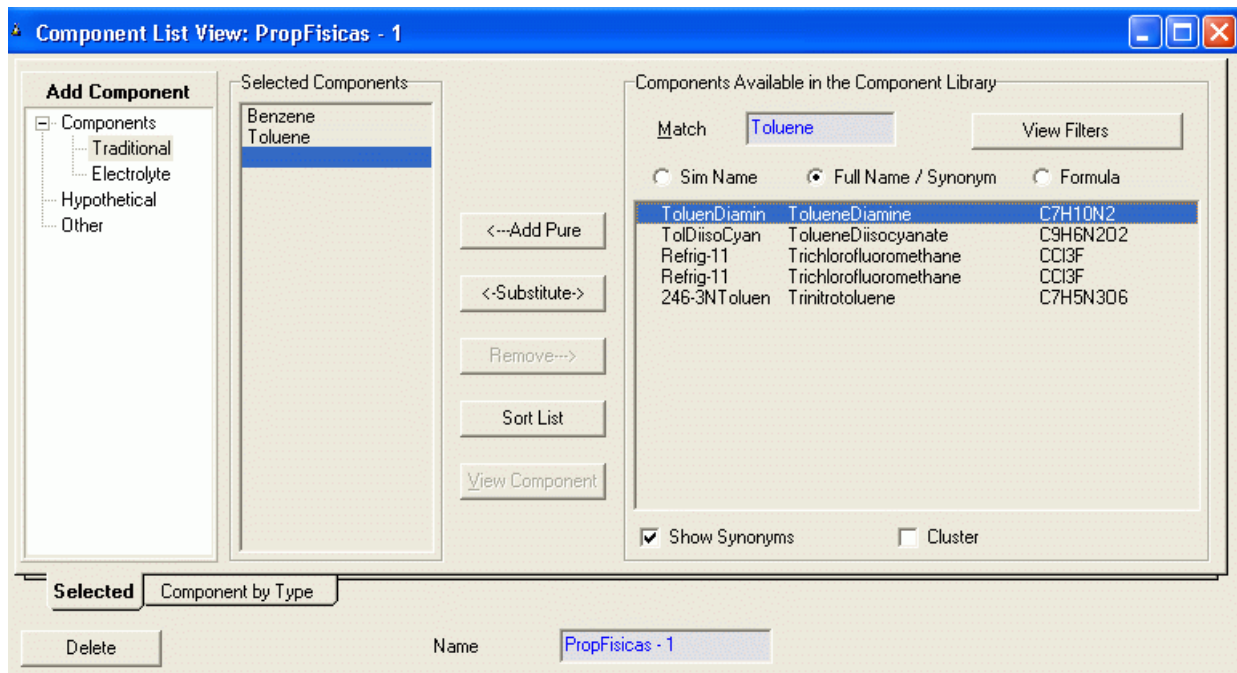 Component List View: PropFisicas - 1
Add Component
Components
Traditional
Electrolyte
Hypothetical
Other
Selected Components
Benzene
Toluene
<---Add Pure
<-Substitute->
Remove--->
Sort List
View Component
Components Available in the Component Library
Match Toluene View Filters
Sim Name Full Name / Synonym Formula
ToluenDiamin TolueneDiamine C7H10N2
TolDiisoCyan TolueneDiisocyanate C9H6N2O2
Refrig-11 Trichlorofluoromethane CCl3F
Refrig-11 Trichlorofluoromethane CCl3F
246-3NToluen Trinitrotoluene C7H5N3O6
Show Synonyms Cluster
Selected Component by Type
Delete Name PropFisicas - 1